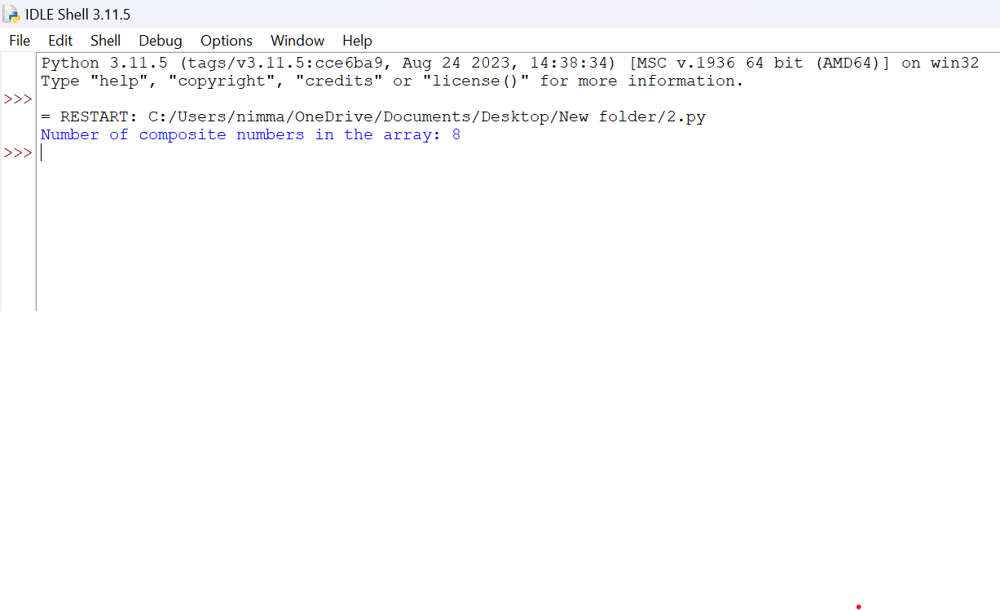 IDLE Shell 3.11.5
File Edit Shell Debug Options Window Help
Python 3.11.5 (tags/v3.11.5:cce6ba9, Aug 24 2023, 14:38:34) [MSC v.1936 64 bit (AMD64)] on win32
Type "help", "copyright", "credits" or "license()" for more information.
>>>
= RESTART: C:/Users/nimma/OneDrive/Documents/Desktop/New folder/2.py
Number of composite numbers in the array: 8
>>>